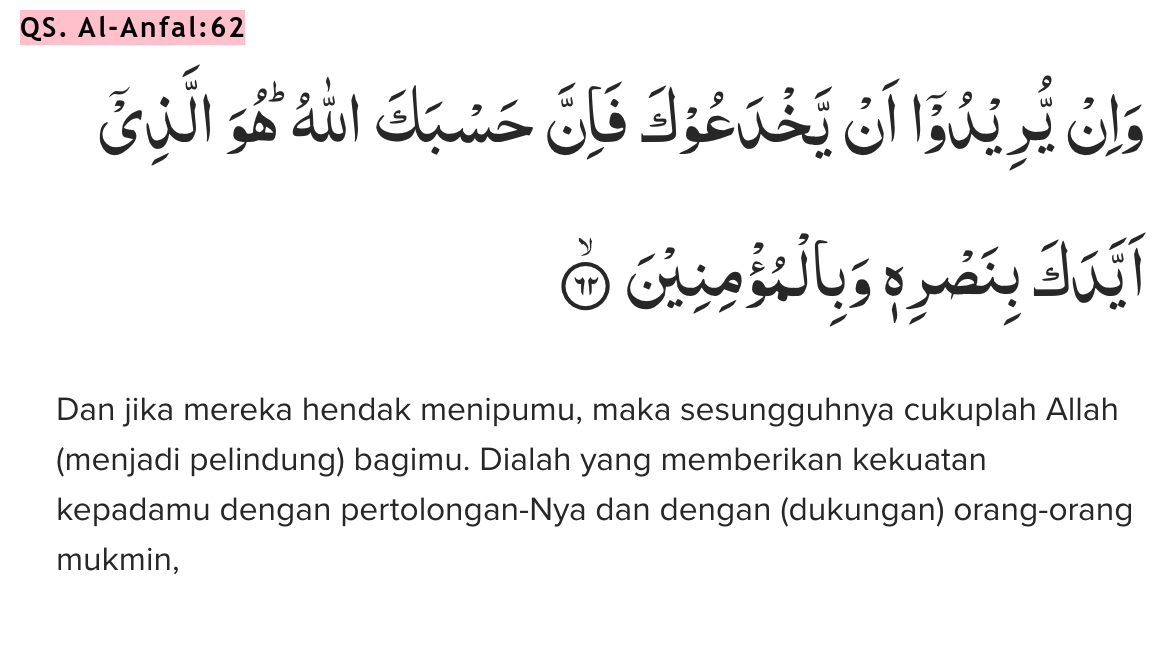 QS. Al-Anfal:62
وَاِنْ يُّرِيْدُوْٓا اَنْ يَّخْدَعُوْكَ فَاِنَّ حَسْبَكَ اللّٰهُ ۗهُوَ الَّذِيْٓ
اَيَّدَكَ بِنَصْرِهٖ وَبِالْمُؤْمِنِيْنَۙ ٦٢
Dan jika mereka hendak menipumu, maka sesungguhnya cukuplah Allah
(menjadi pelindung) bagimu. Dialah yang memberikan kekuatan
kepadamu dengan pertolongan-Nya dan dengan (dukungan) orang-orang
mukmin,